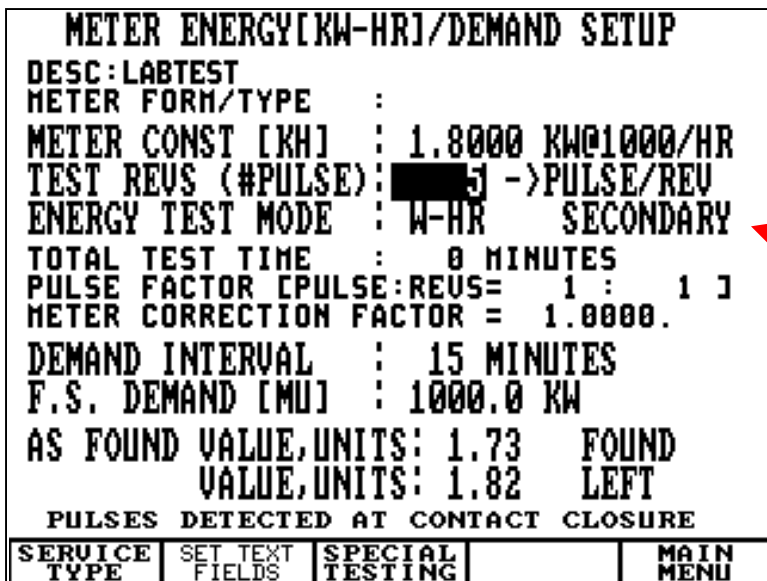 METER ENERGY[KW-HR]/DEMAND SETUP
DESC:LABTEST
METER FORM/TYPE :
METER CONST [KH] : 1.8000 KW@1000/HR
TEST REVS (#PULSE): 5 ->PULSE/REV
ENERGY TEST MODE : W-HR SECONDARY
TOTAL TEST TIME : 0 MINUTES
PULSE FACTOR [PULSE:REVS= 1 : 1 ]
METER CORRECTION FACTOR = 1.0000.
DEMAND INTERVAL : 15 MINUTES
F.S. DEMAND [MU] : 1000.0 KW
AS FOUND VALUE,UNITS: 1.73 FOUND
VALUE,UNITS: 1.82 LEFT
PULSES DETECTED AT CONTACT CLOSURE
SERVICE TYPE SET TEXT FIELDS SPECIAL TESTING MAIN MENU